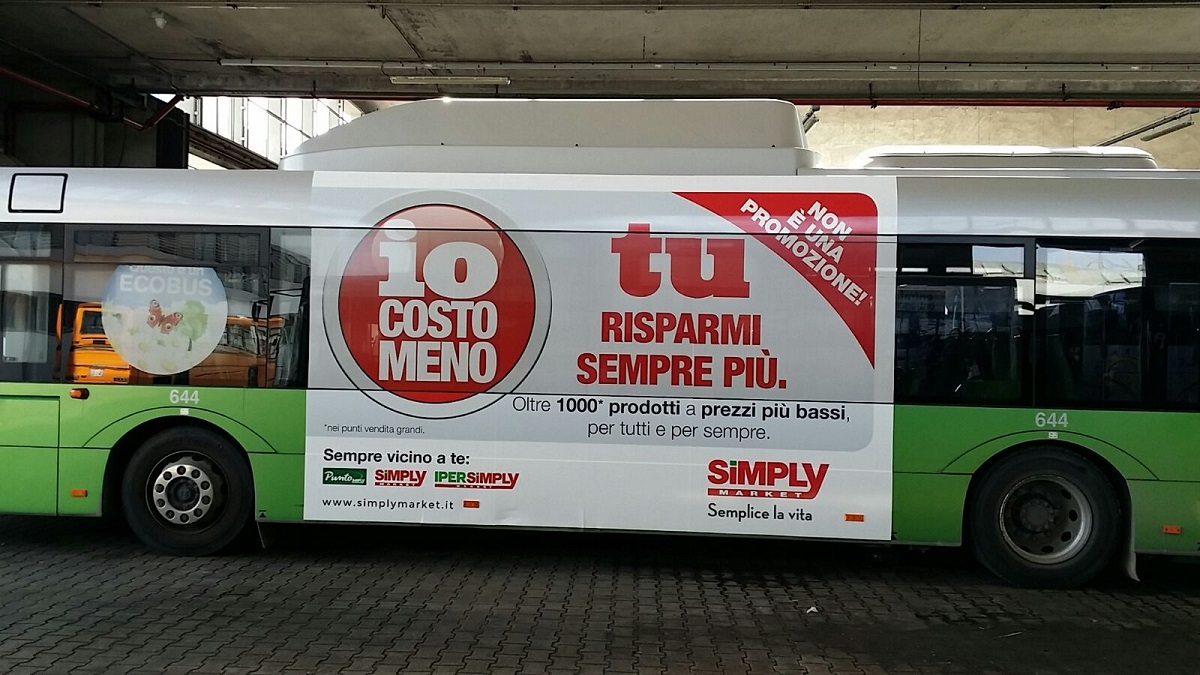 ECOBUS
644
io
COSTO
MENO
tu
RISPARMI
SEMPRE PIÙ.
NON
È UNA
PROMOZIONE!
Oltre 1000* prodotti a prezzi più bassi,
per tutti e per sempre.
*nei punti vendita grandi.
Sempre vicino a te:
Punto SIMPLY MARKET IPERSIMPLY
www.simplymarket.it
SIMPLY
MARKET
Semplice la vita
644